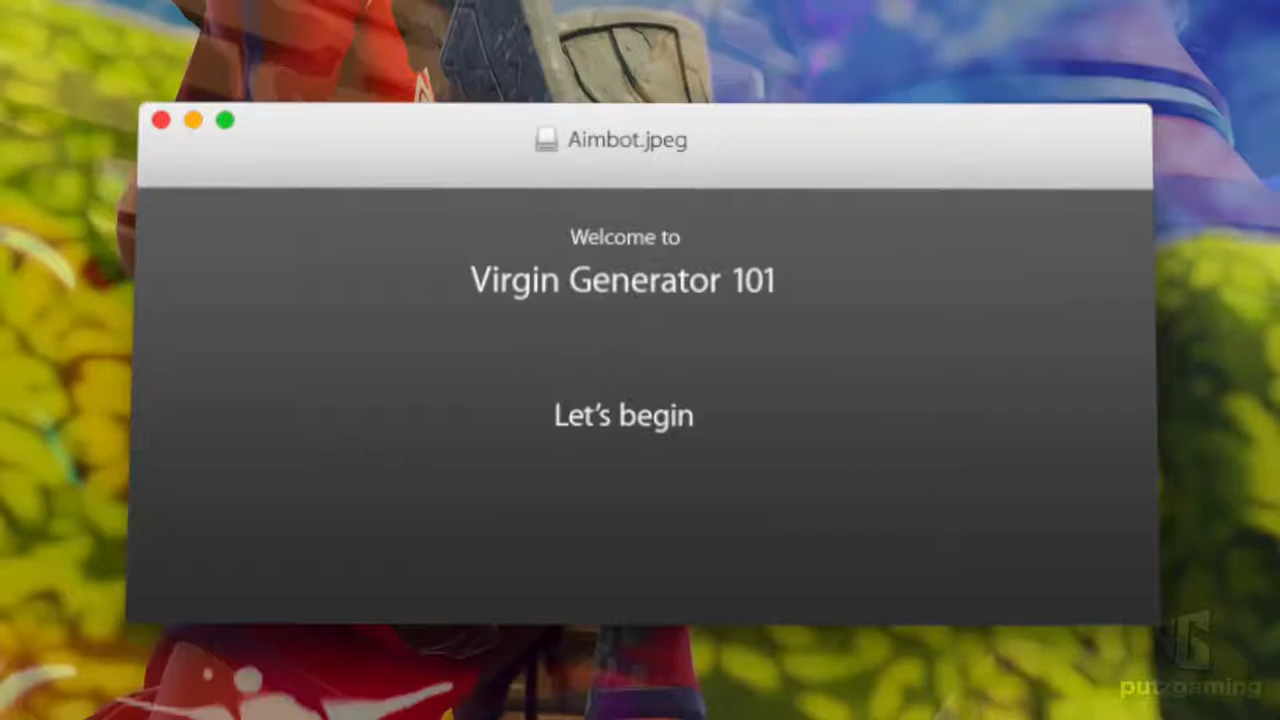 Aimbot.jpeg
Welcome to
Virgin Generator 101
Let's begin
putzgaming